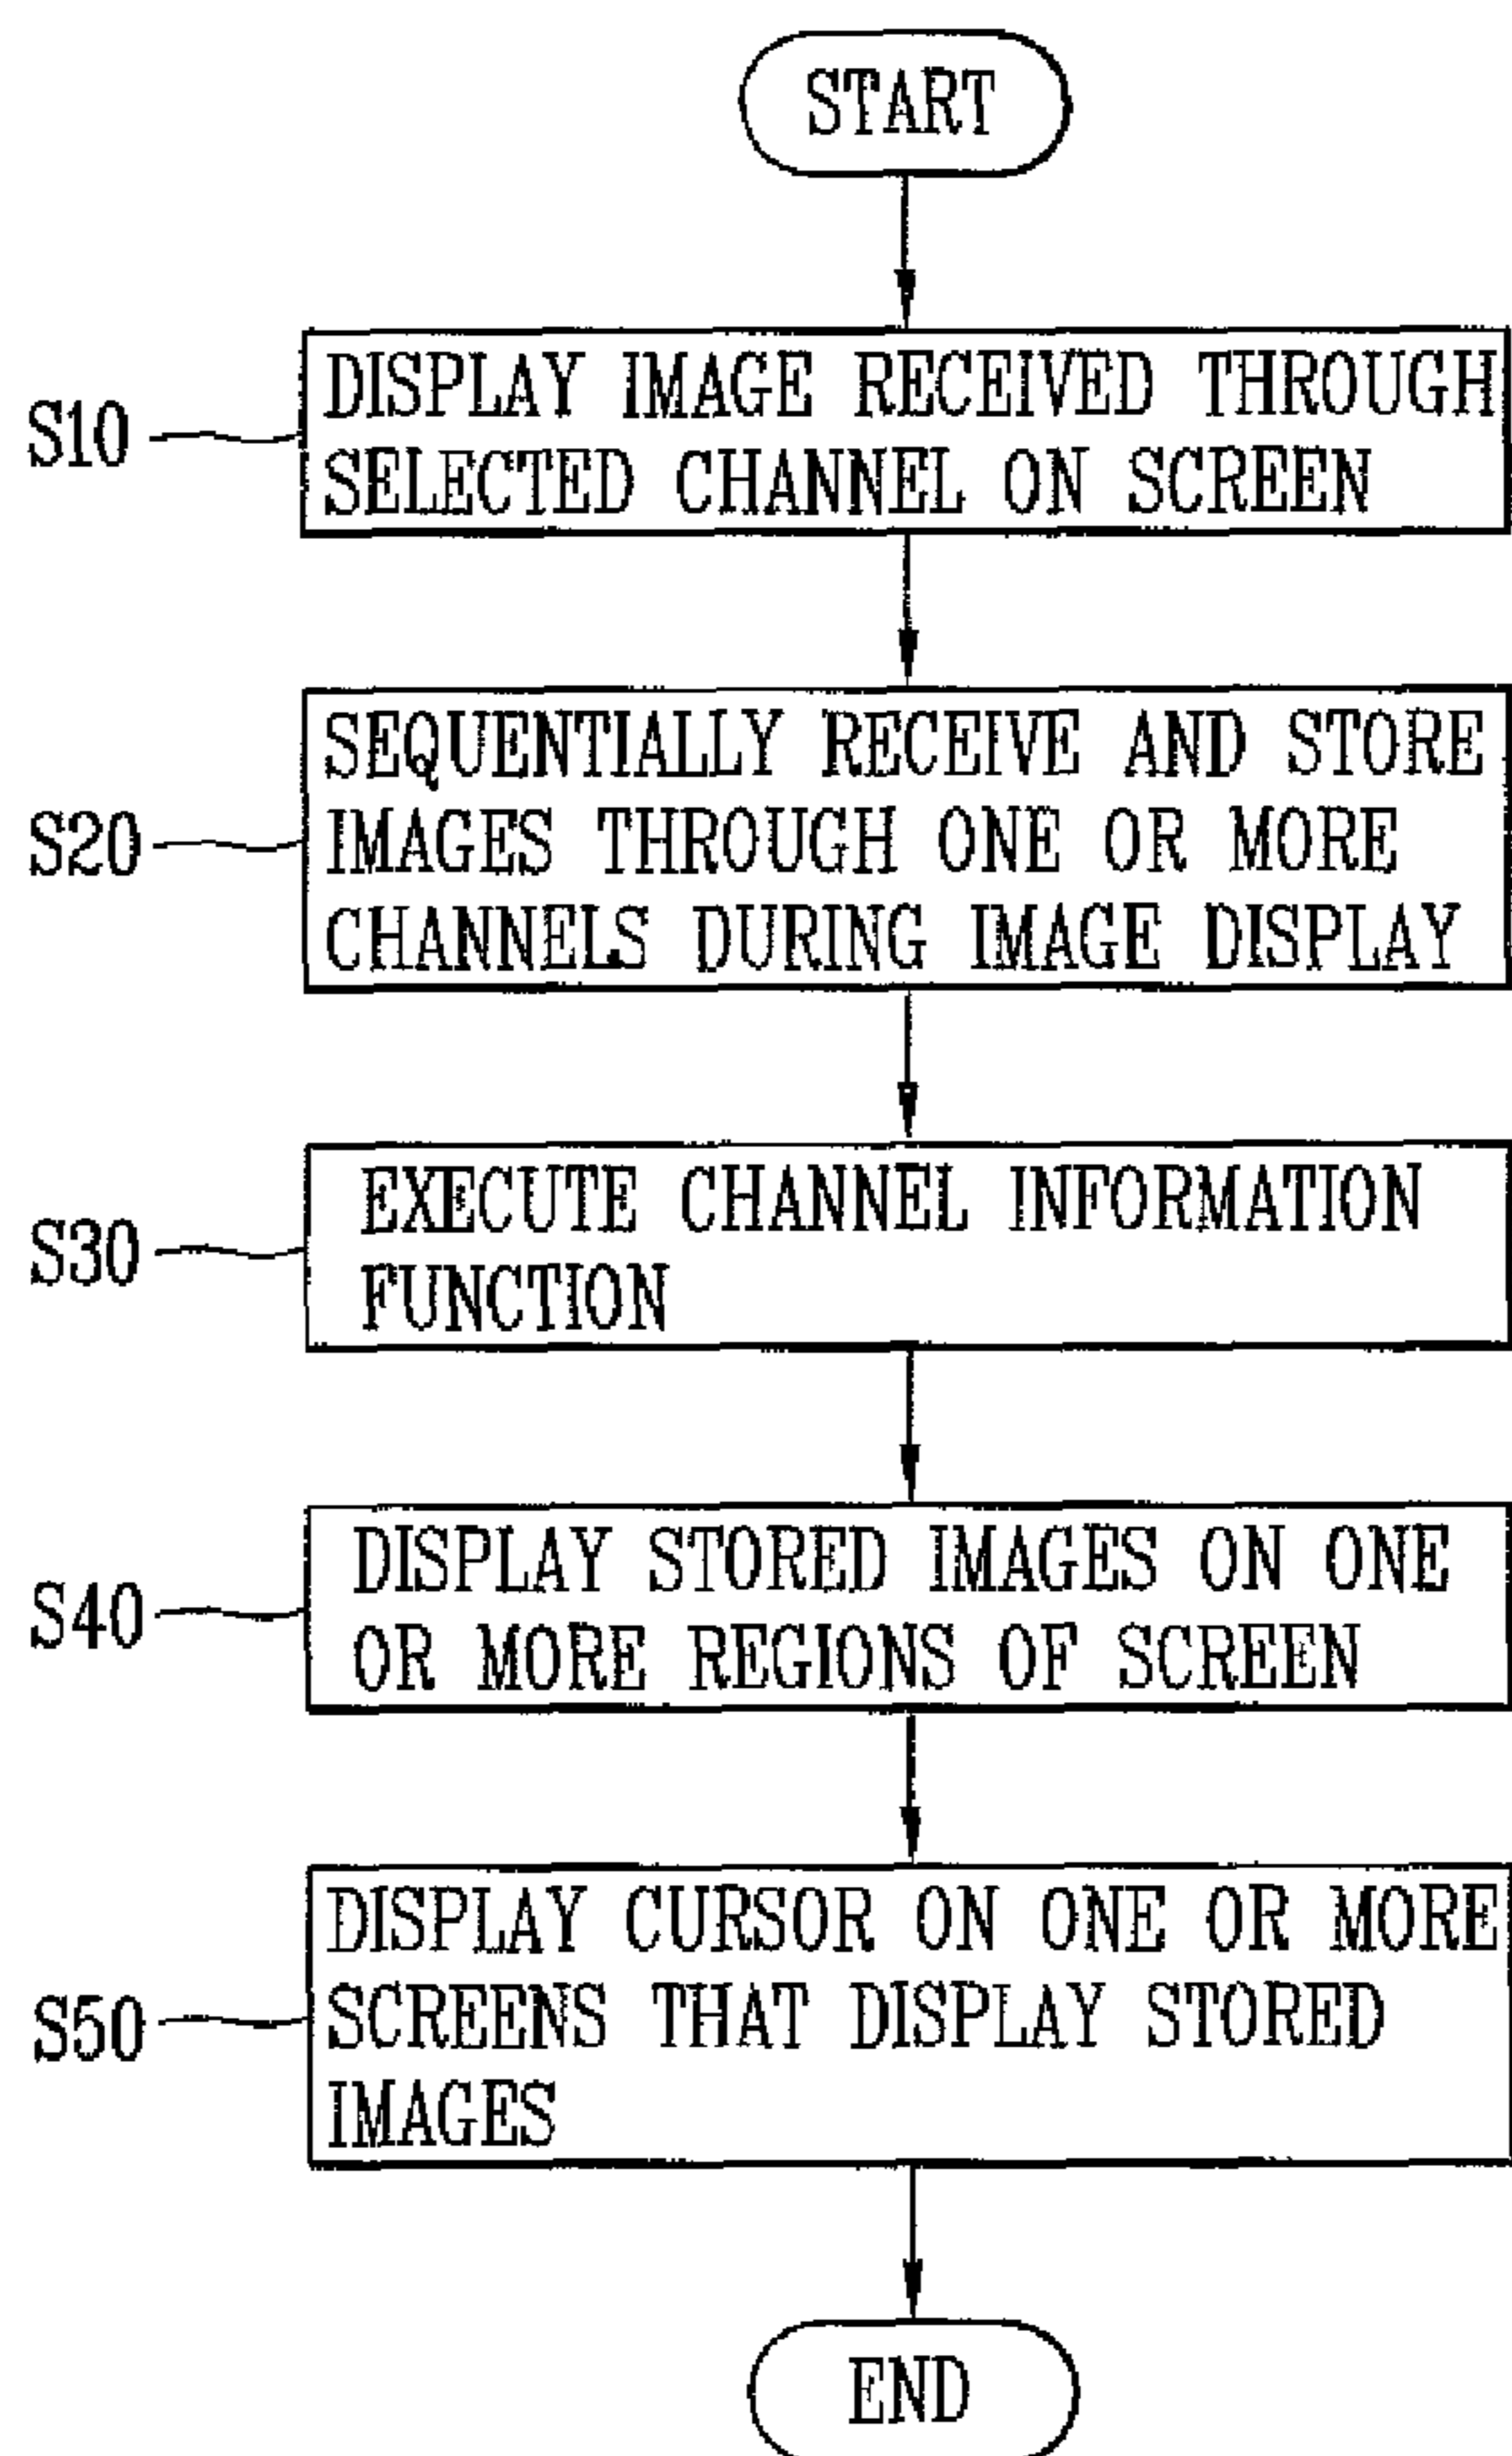 START
S10
DISPLAY IMAGE RECEIVED THROUGH
SELECTED CHANNEL ON SCREEN
S20
SEQUENTIALLY RECEIVE AND STORE
IMAGES THROUGH ONE OR MORE
CHANNELS DURING IMAGE DISPLAY
S30
EXECUTE CHANNEL INFORMATION
FUNCTION
S40
DISPLAY STORED IMAGES ON ONE
OR MORE REGIONS OF SCREEN
S50
DISPLAY CURSOR ON ONE OR MORE
SCREENS THAT DISPLAY STORED
IMAGES
END